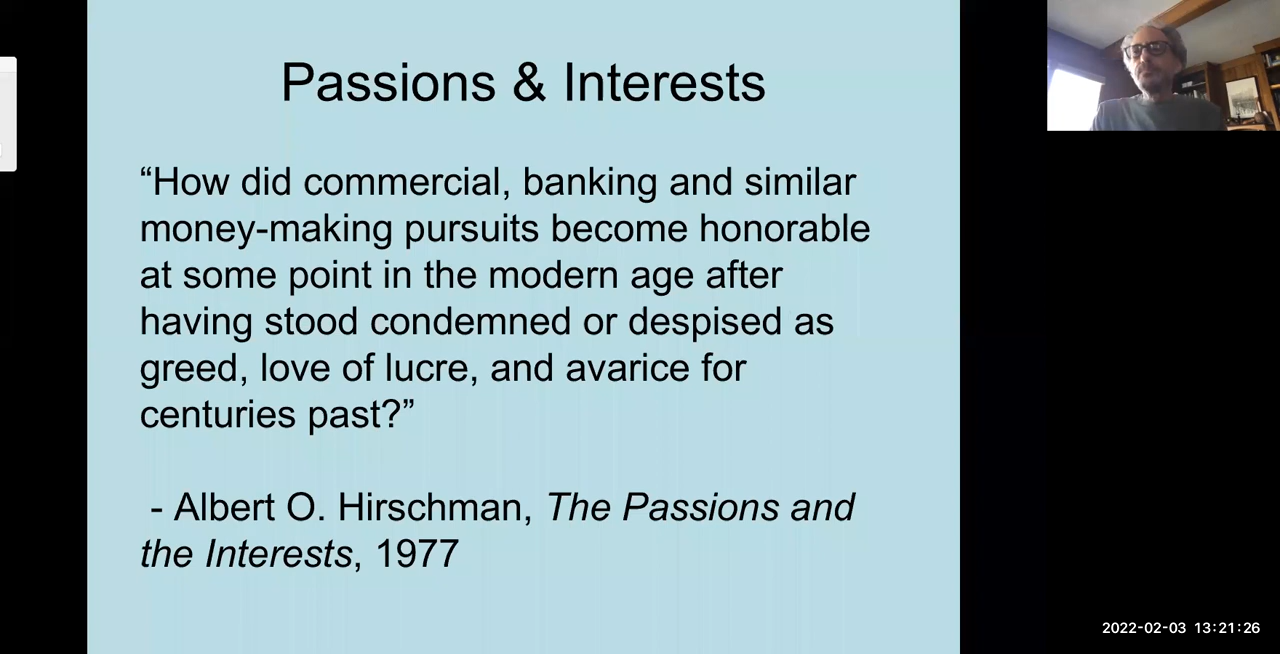 Passions & Interests
“How did commercial, banking and similar
money-making pursuits become honorable
at some point in the modern age after
having stood condemned or despised as
greed, love of lucre, and avarice for
centuries past?”
- Albert O. Hirschman, The Passions and
the Interests, 1977
2022-02-03 13:21:26